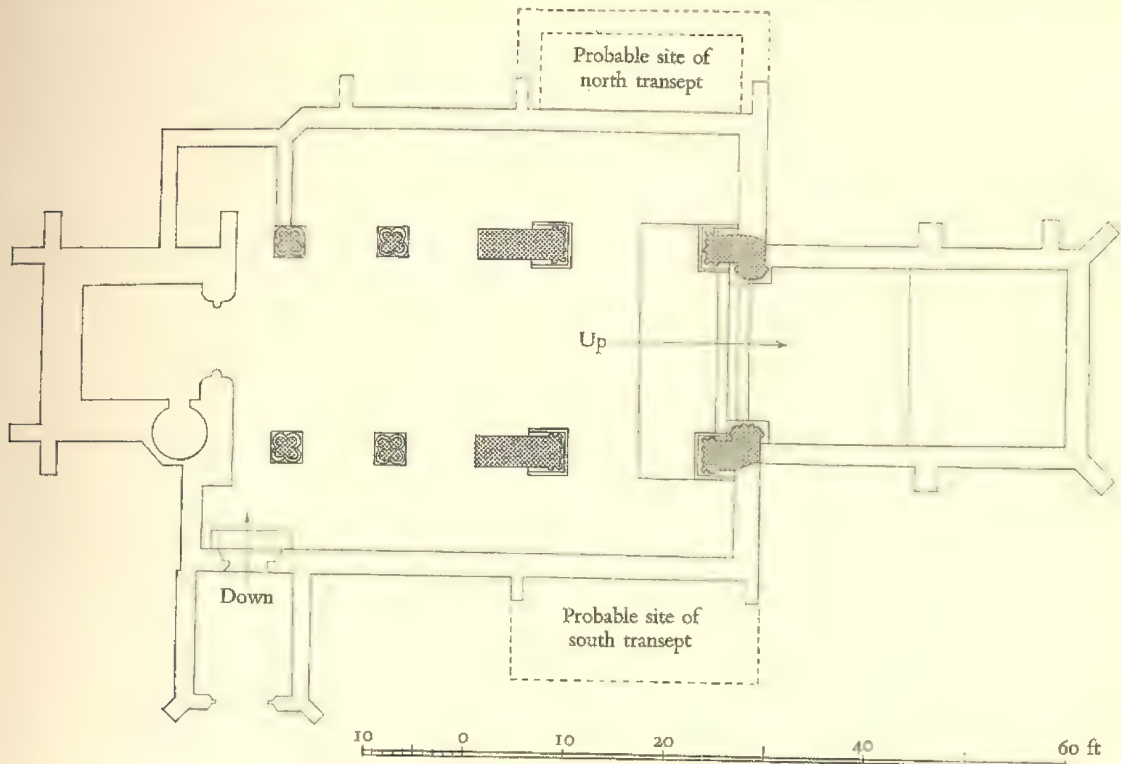 Probable site of
north transept
Up
Down
Probable site of
south transept
10 0 10 20 40 60 ft